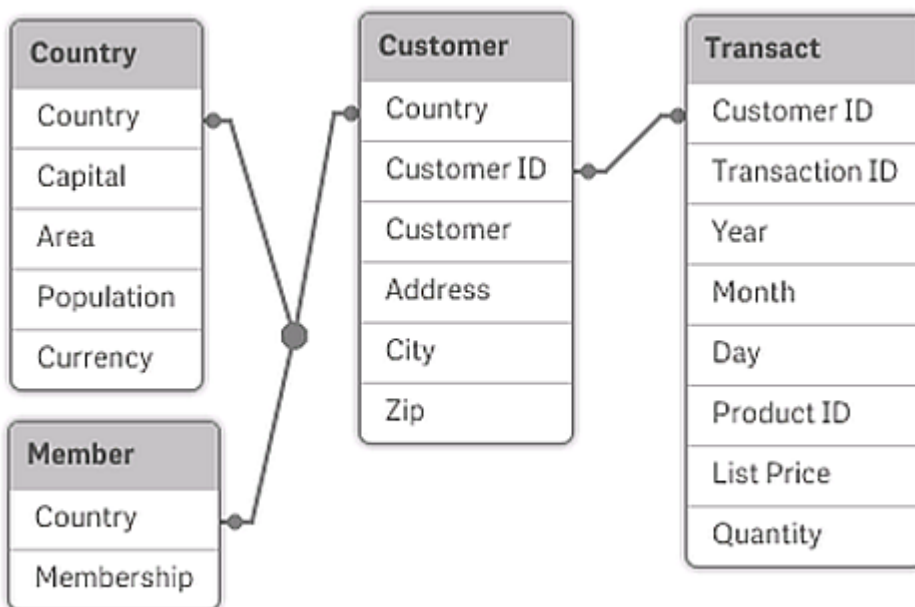 Country
Country
Capital
Area
Population
Currency
Member
Country
Membership
Customer
Country
Customer ID
Customer
Address
City
Zip
Transact
Customer ID
Transaction ID
Year
Month
Day
Product ID
List Price
Quantity